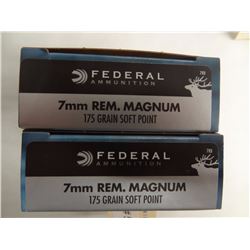 FEDERAL
AMMUNITION
7mm REM. MAGNUM
175 GRAIN SOFT POINT
FEDERAL
AMMUNITION
7mm REM. MAGNUM
175 GRAIN SOFT POINT